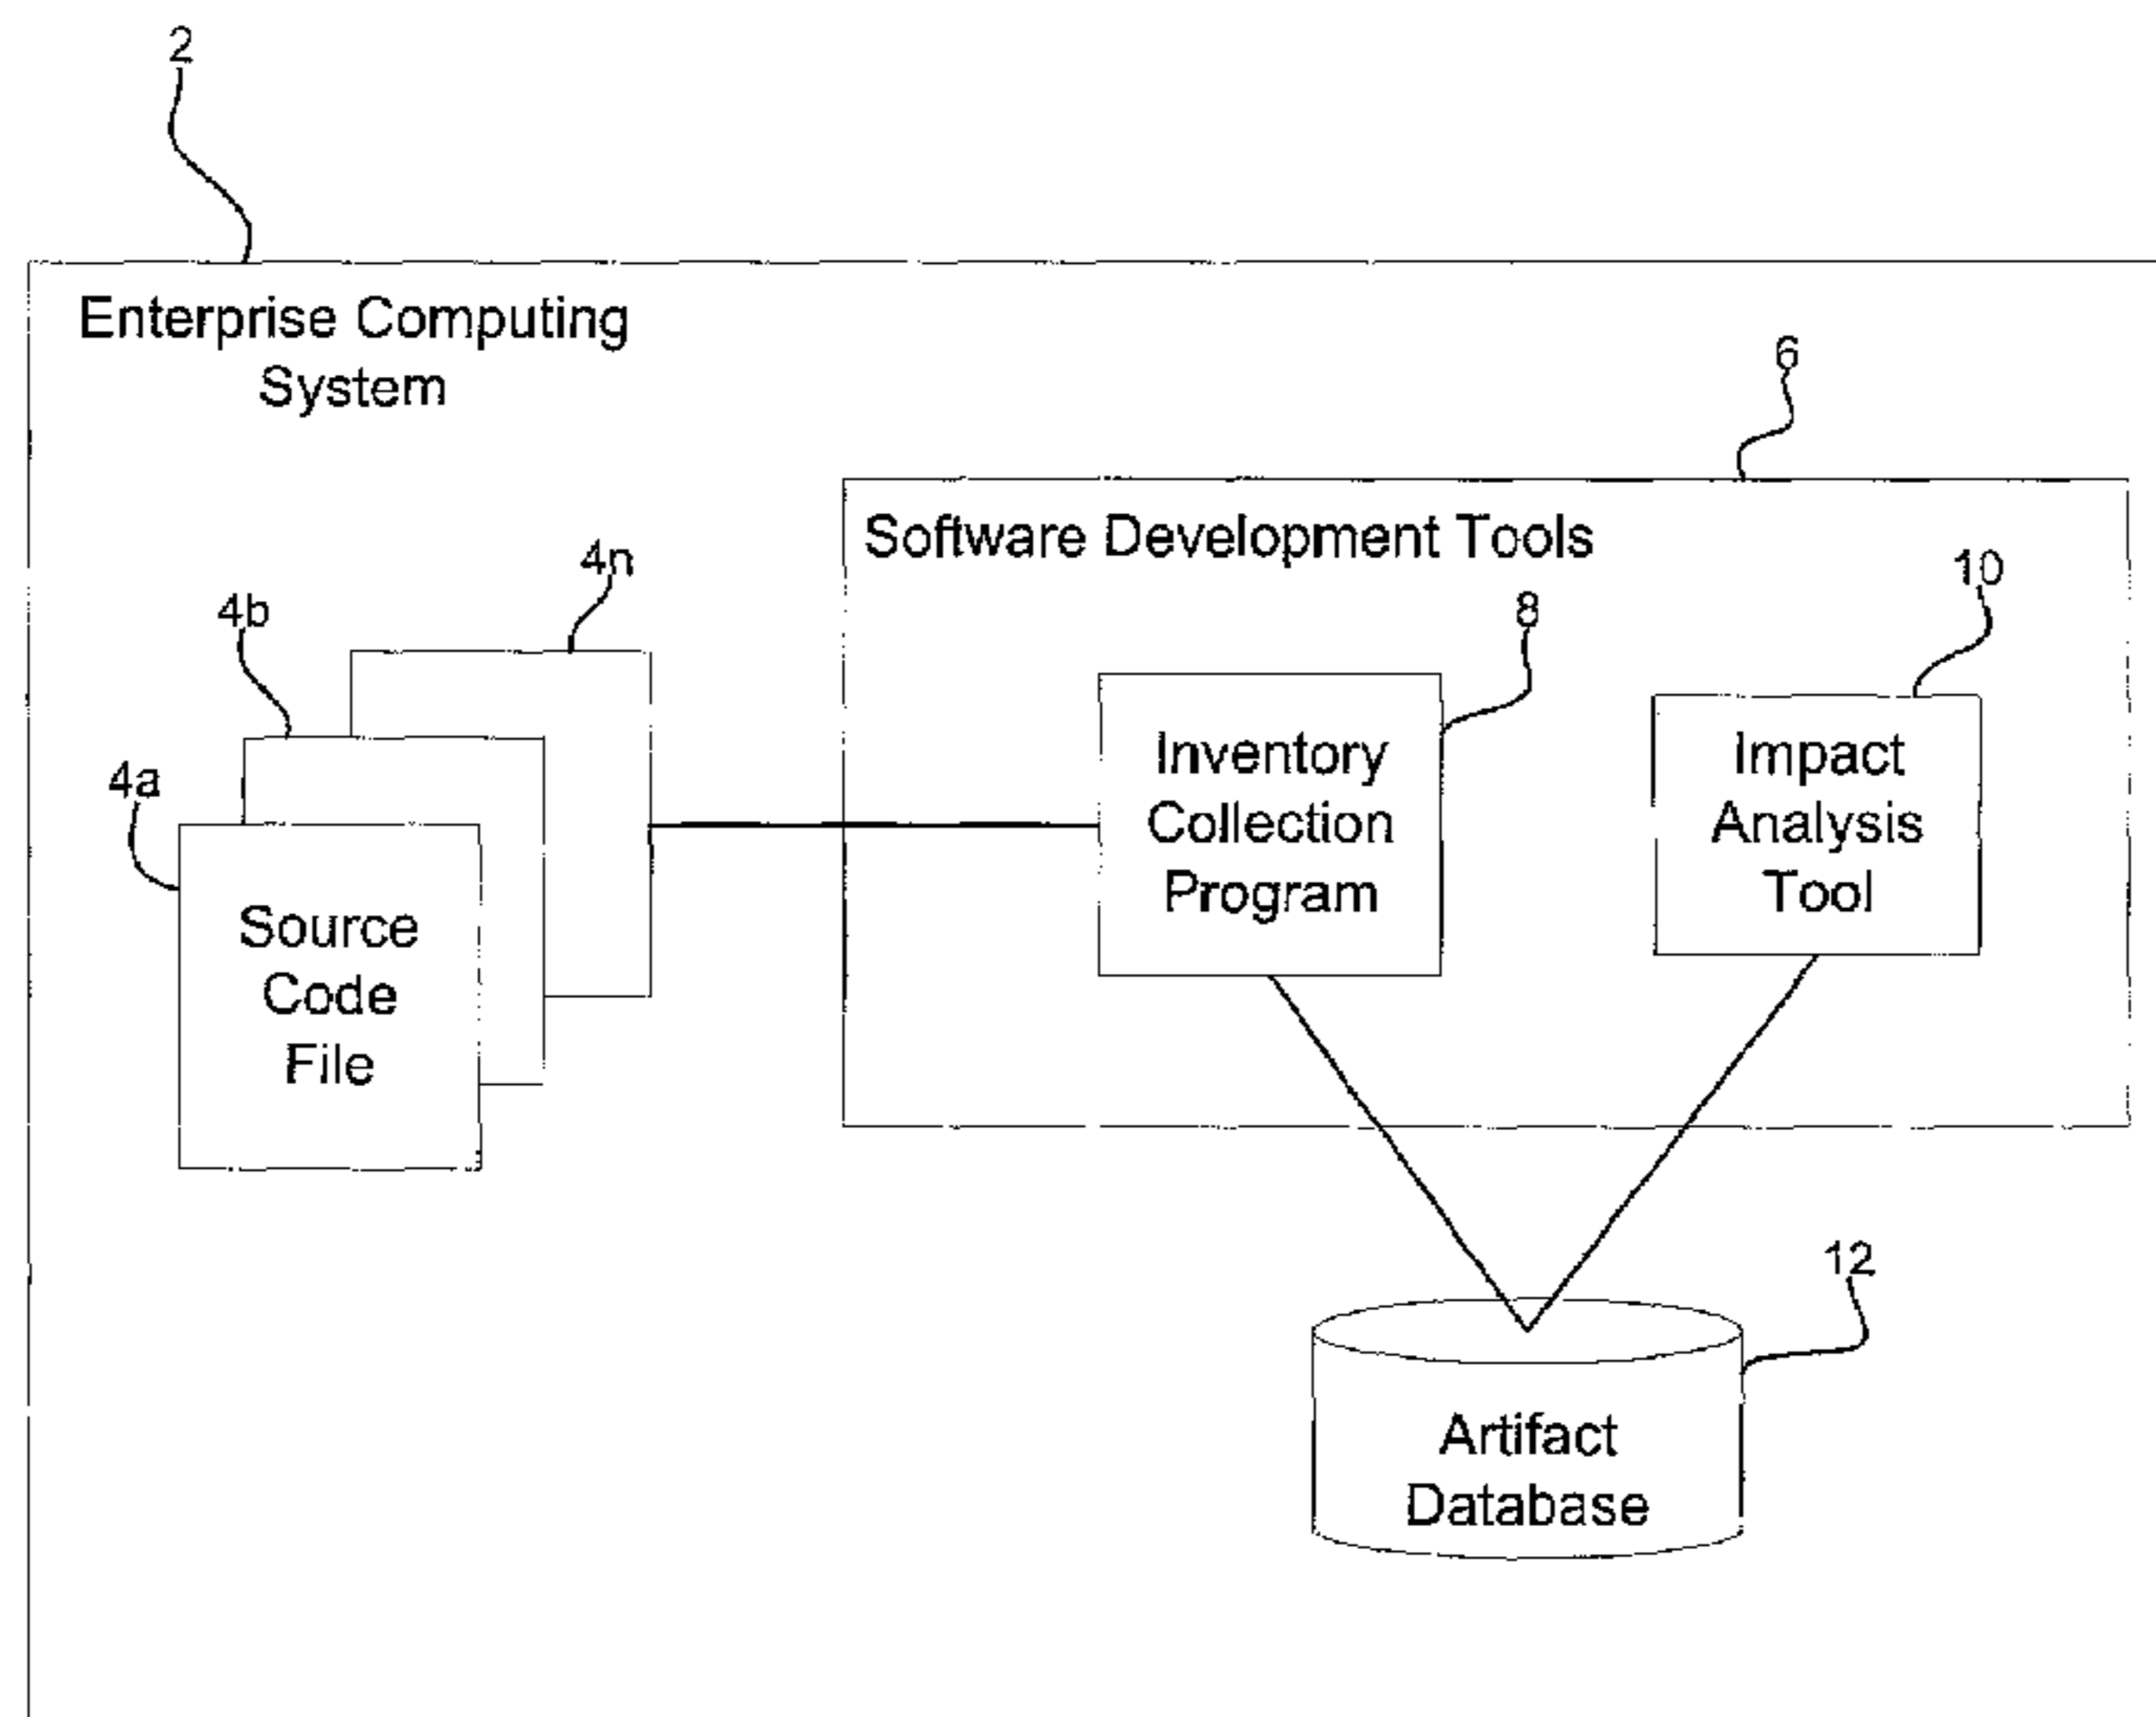 2
Enterprise Computing
System
6
Software Development Tools
4n
10
4b
8
4a
Inventory
Collection
Program
Impact
Analysis
Tool
Source
Code
File
12
Artifact
Database